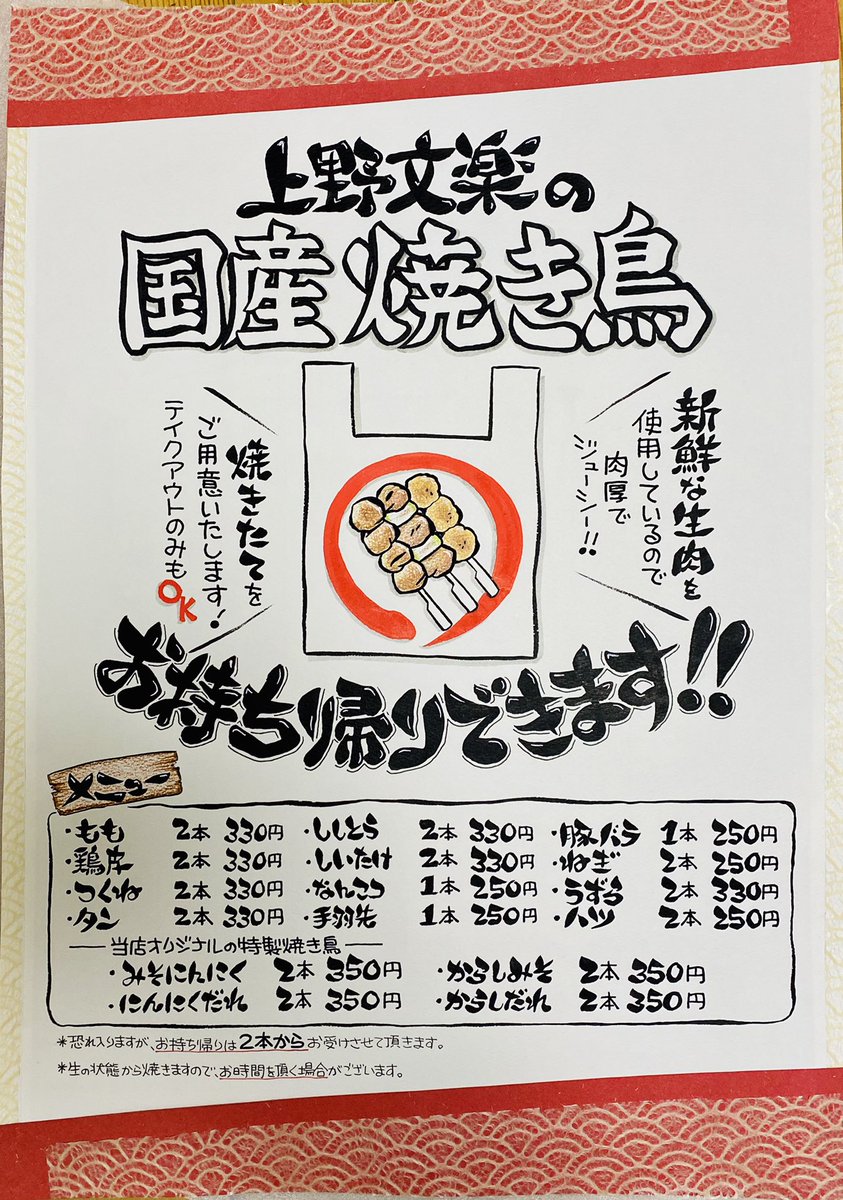 上野文楽の
国産焼き鳥
新鮮な生肉を
使用しているので
肉厚で
ジューシー!!
焼きたてを
ご用意いたします!
テイクアウトのみもOK
お持ち帰りできます!!
メニュー
・もも 2本 330円 ・ししとう 2本 330円 ・豚バラ 1本 250円
・鶏皮 2本 330円 ・しいたけ 2本 330円 ・ねぎ 2本 250円
・つくね 2本 330円 ・なんこつ 1本 250円 ・うずら 2本 330円
・タン 2本 330円 ・手羽先 1本 250円 ・ハツ 2本 250円
当店オリジナルの特製焼き鳥
・みそにんにく 2本 350円 ・からしみそ 2本 350円
・にんにくだれ 2本 350円 ・からしだれ 2本 350円
*恐れ入りますが、お持ち帰りは2本からお受けさせて頂きます。
*生の状態から焼きますので、お時間を頂く場合がございます。